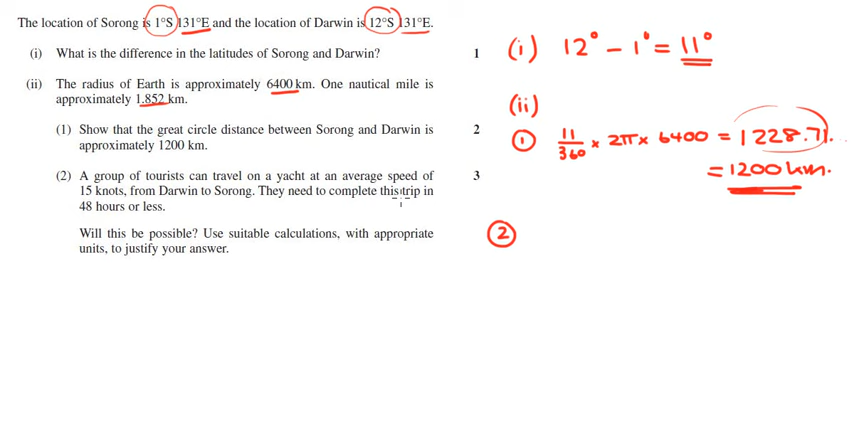 The location of Sorong is 1°S 131°E and the location of Darwin is 12°S 131°E.
(i) What is the difference in the latitudes of Sorong and Darwin? 1
(ii) The radius of Earth is approximately 6400 km. One nautical mile is
approximately 1.852 km.
(1) Show that the great circle distance between Sorong and Darwin is 2
approximately 1200 km.
(2) A group of tourists can travel on a yacht at an average speed of 3
15 knots, from Darwin to Sorong. They need to complete this trip in
48 hours or less.
Will this be possible? Use suitable calculations, with appropriate
units, to justify your answer.
(i) 12° - 1° = 11°
(ii)
① 11/360 × 2π × 6400 = 1228.71.
= 1200 km.
②